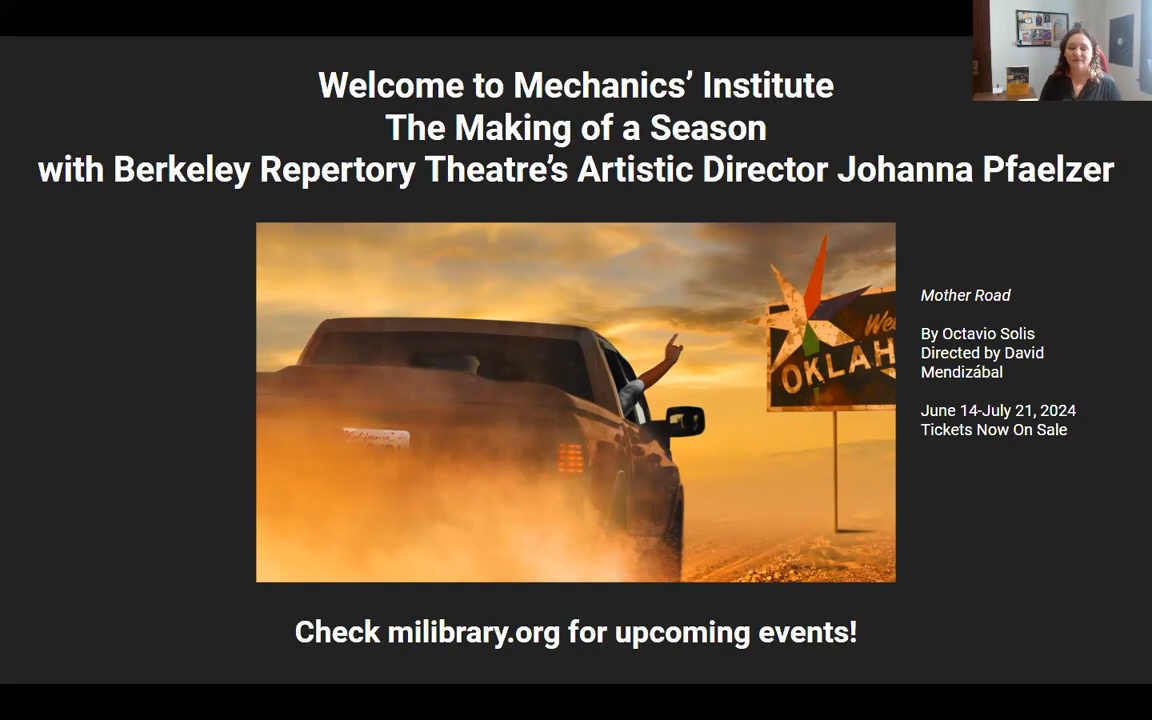 Welcome to Mechanics’ Institute
The Making of a Season
with Berkeley Repertory Theatre’s Artistic Director Johanna Pfaelzer
Mother Road
By Octavio Solis
Directed by David
Mendizábal
June 14-July 21, 2024
Tickets Now On Sale
OKLAH
California
Check milibrary.org for upcoming events!